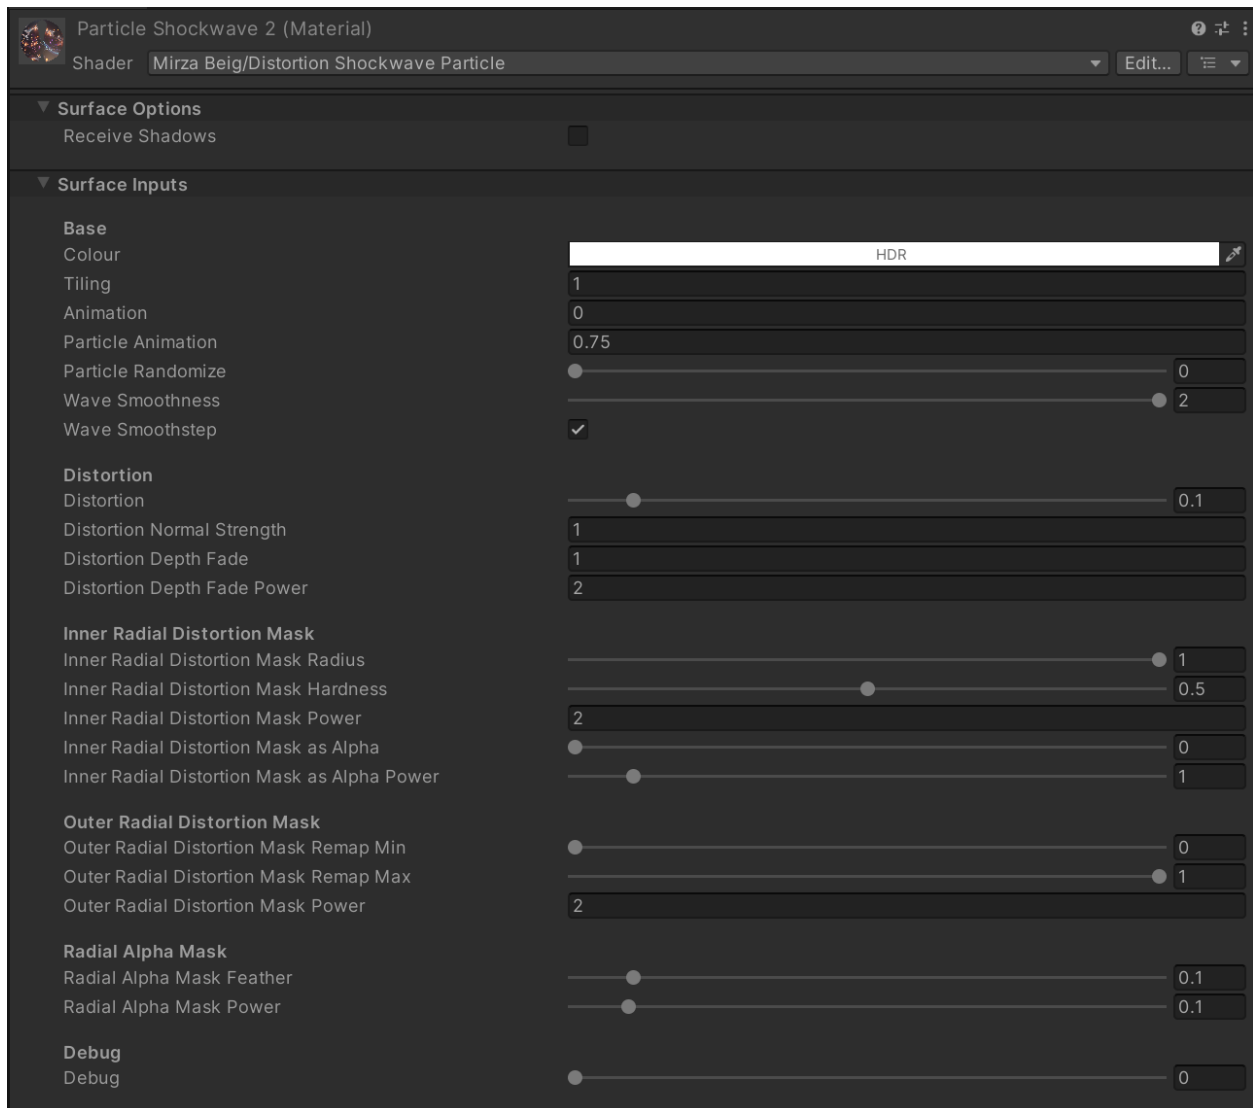 Particle Shockwave 2 (Material)
Shader Mirza Beig/Distortion Shockwave Particle Edit...
Surface Options
Receive Shadows
Surface Inputs
Base
Colour HDR
Tiling 1
Animation 0
Particle Animation 0.75
Particle Randomize 0
Wave Smoothness 2
Wave Smoothstep
Distortion
Distortion 0.1
Distortion Normal Strength 1
Distortion Depth Fade 1
Distortion Depth Fade Power 2
Inner Radial Distortion Mask
Inner Radial Distortion Mask Radius 1
Inner Radial Distortion Mask Hardness 0.5
Inner Radial Distortion Mask Power 2
Inner Radial Distortion Mask as Alpha 0
Inner Radial Distortion Mask as Alpha Power 1
Outer Radial Distortion Mask
Outer Radial Distortion Mask Remap Min 0
Outer Radial Distortion Mask Remap Max 1
Outer Radial Distortion Mask Power 2
Radial Alpha Mask
Radial Alpha Mask Feather 0.1
Radial Alpha Mask Power 0.1
Debug
Debug 0